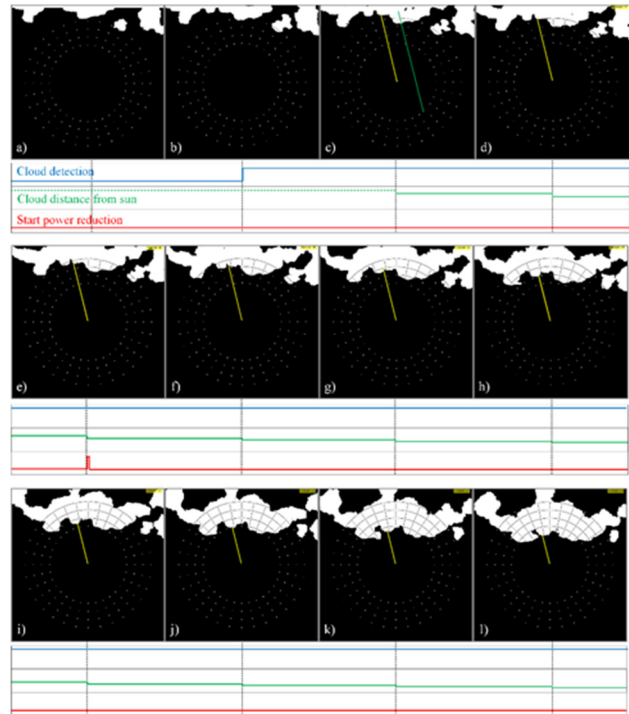 a)
b)
c)
d)
Cloud detection
Cloud distance from sun
Start power reduction
e)
f)
g)
h)
i)
j)
k)
l)